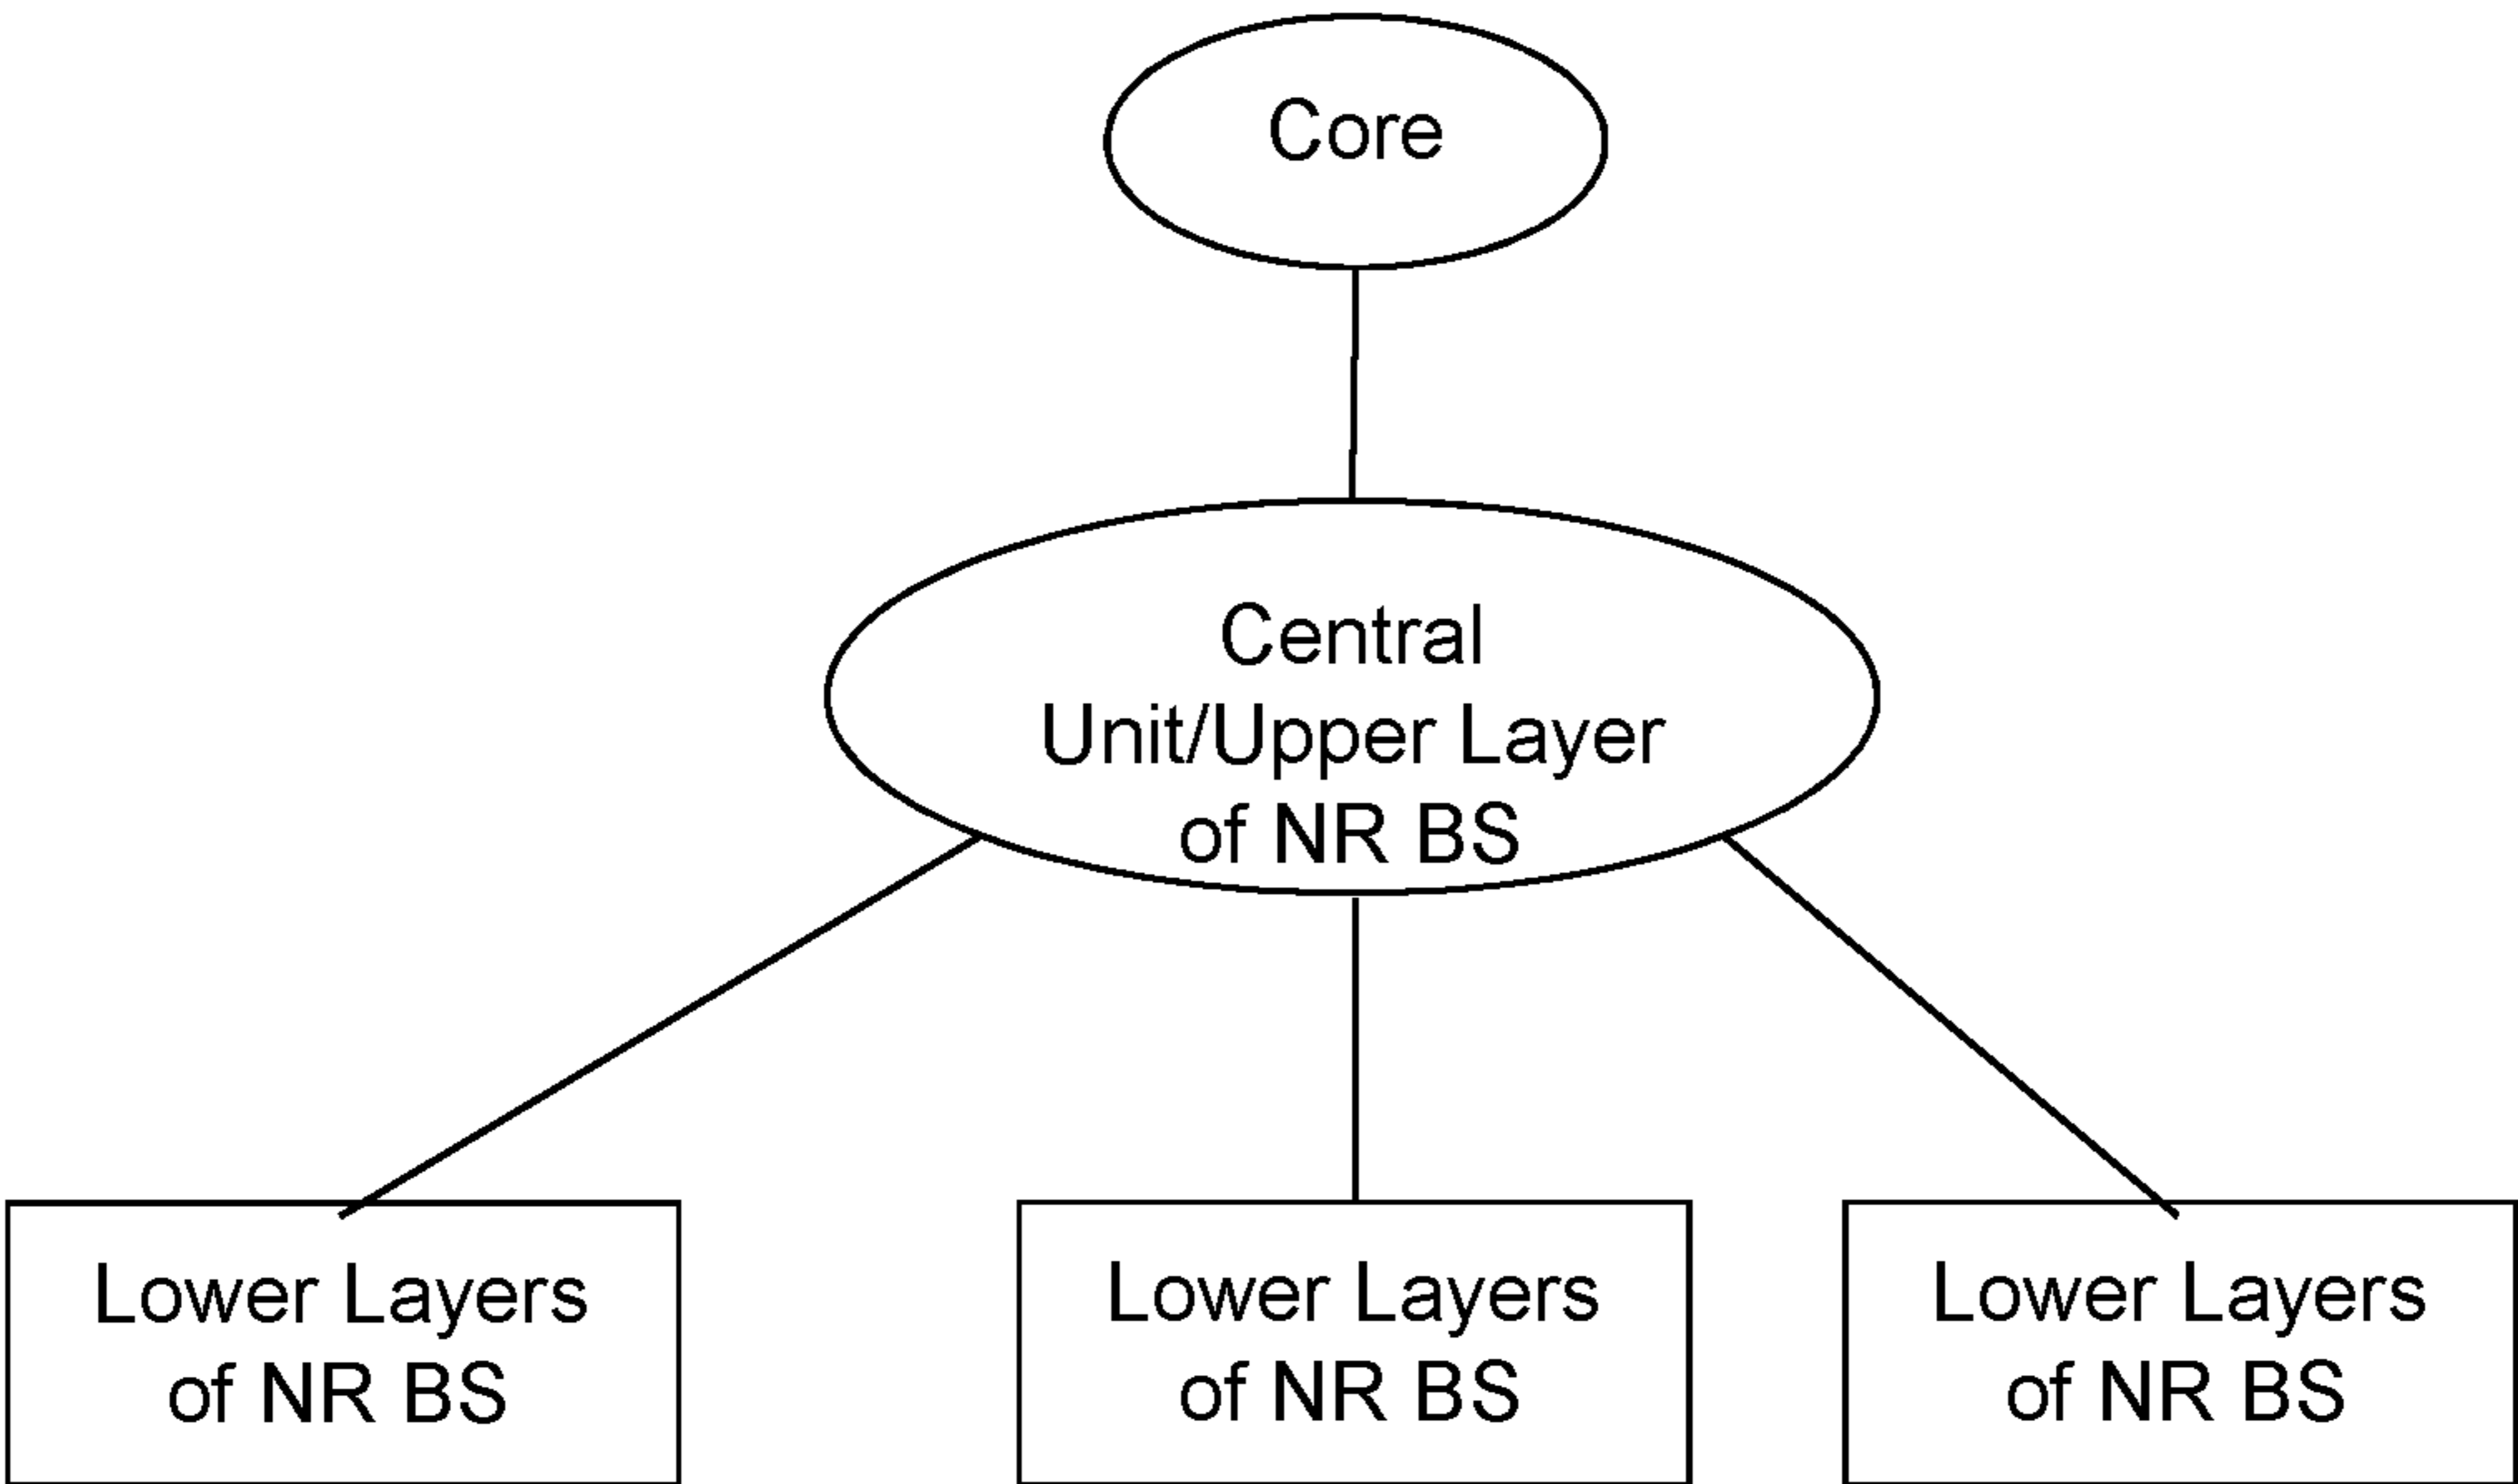 Core
Central
Unit/Upper Layer
of NR BS
Lower Layers
of NR BS
Lower Layers
of NR BS
Lower Layers
of NR BS